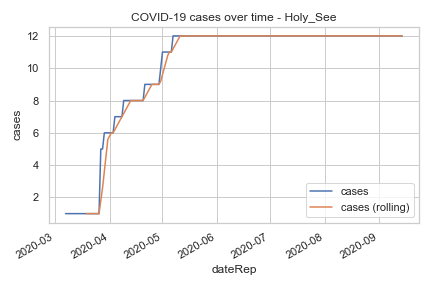 COVID-19 cases over time - Holy_See
12
10
8
6
4
2
cases
cases
cases (rolling)
2020-03
2020-04
2020-05
2020-06
2020-07
2020-08
2020-09
dateRep